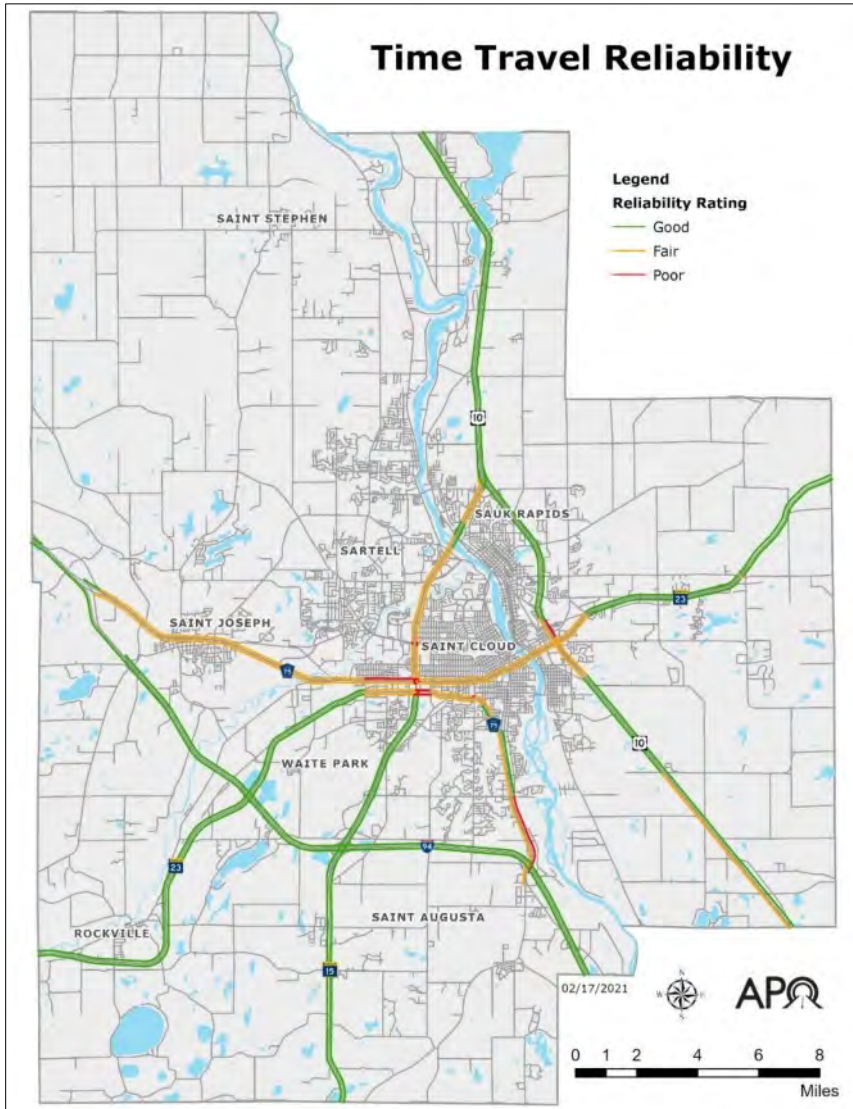 Time Travel Reliability
Legend
Reliability Rating
Good
Fair
Poor
SAINT STEPHEN
10
SAUK RAPIDS
SARTELL
23
SAINT JOSEPH
SAINT CLOUD
75
75
10
WAITE PARK
94
23
SAINT AUGUSTA
ROCKVILLE
15
02/17/2021
N
W E
S
APO
0 1 2 4 6 8
Miles